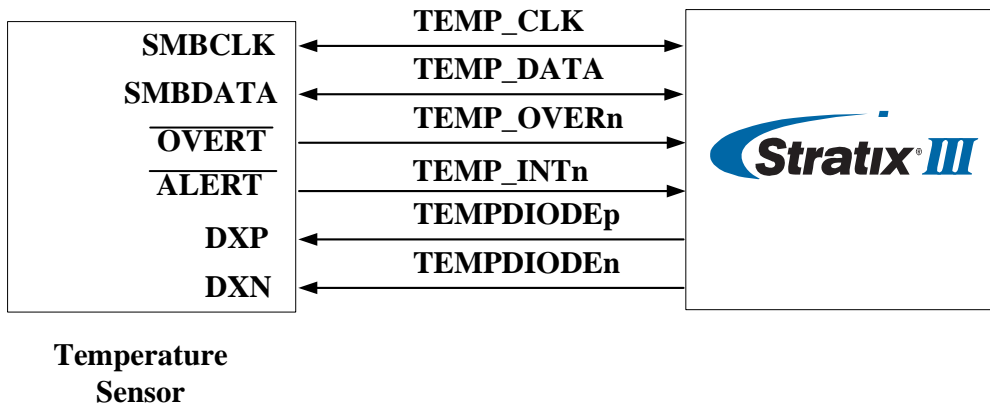 SMBCLK
TEMP_CLK
SMBDATA
TEMP_DATA
OVERT
TEMP_OVERn
ALERT
TEMP_INTn
DXP
TEMPDIODEp
DXN
TEMPDIODEn
Stratix® III
Temperature
Sensor